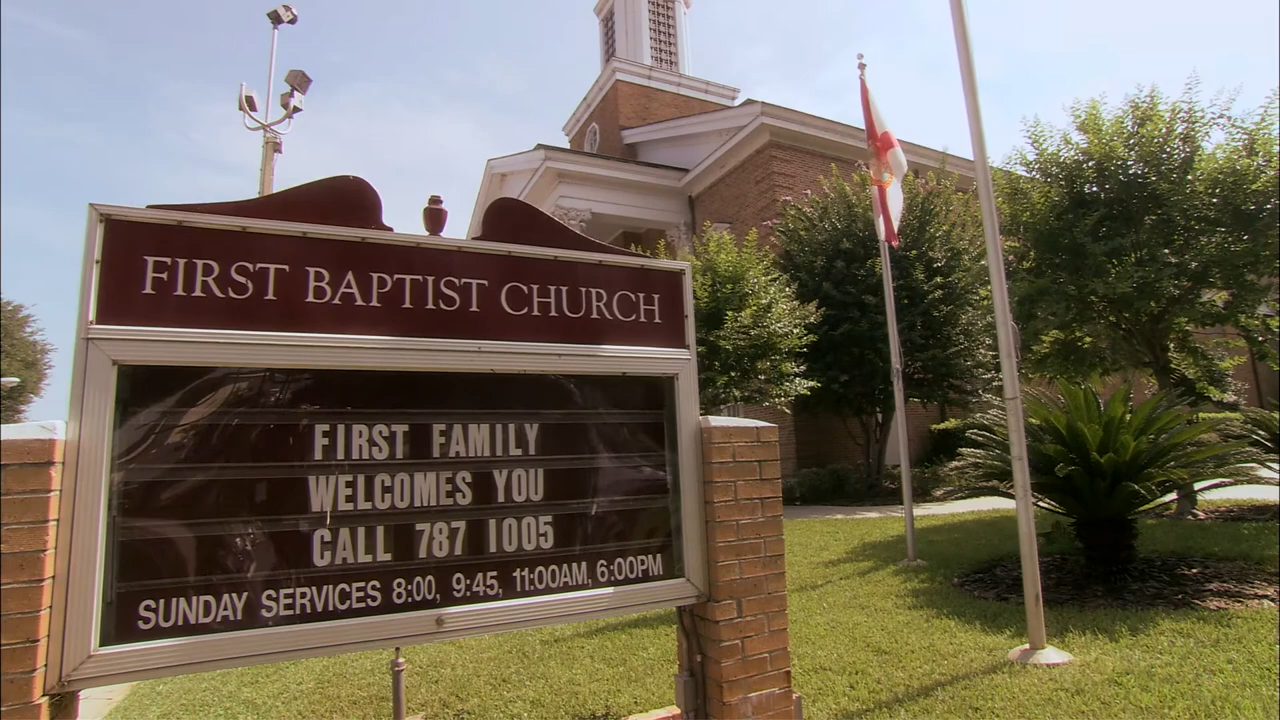 FIRST BAPTIST CHURCH
FIRST FAMILY
WELCOMES YOU
CALL 787 1005
SUNDAY SERVICES 8:00, 9:45, 11:00AM, 6:00PM